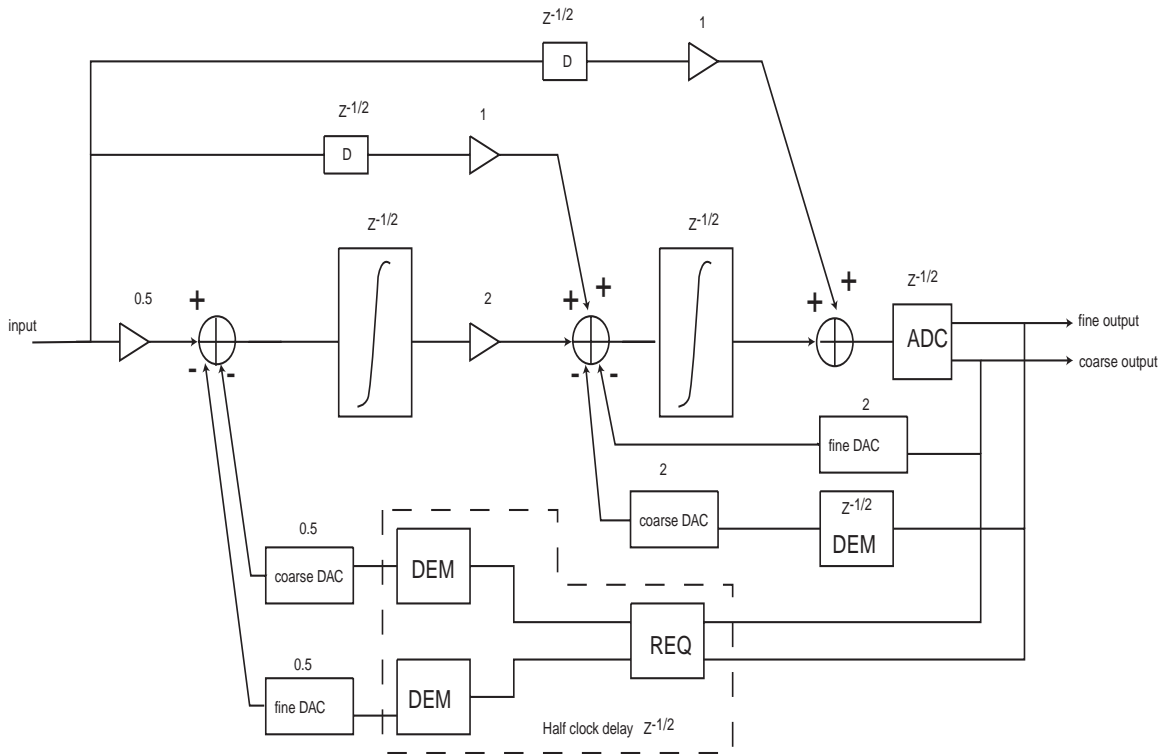 Z-1/2
1
D
Z-1/2
1
D
Z-1/2
Z-1/2
Z-1/2
0.5
+
2
+
+
+
+
input
ADC
fine output
coarse output
-
-
-
-
2
fine DAC
2
coarse DAC
Z-1/2
DEM
0.5
coarse DAC
DEM
REQ
0.5
fine DAC
DEM
Half clock delay Z-1/2